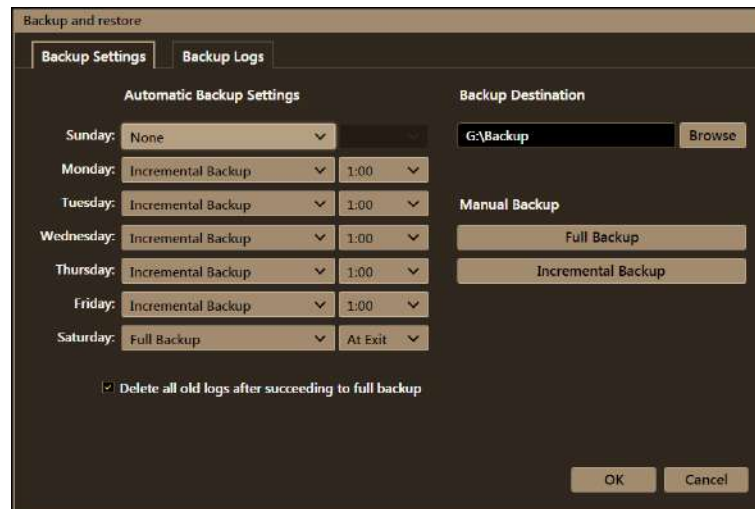 Backup and restore
Backup Settings Backup Logs
Automatic Backup Settings Backup Destination
Sunday: None G:\Backup Browse
Monday: Incremental Backup 1:00
Tuesday: Incremental Backup 1:00 Manual Backup
Wednesday: Incremental Backup 1:00 Full Backup
Thursday: Incremental Backup 1:00 Incremental Backup
Friday: Incremental Backup 1:00
Saturday: Full Backup At Exit
Delete all old logs after succeeding to full backup
OK Cancel